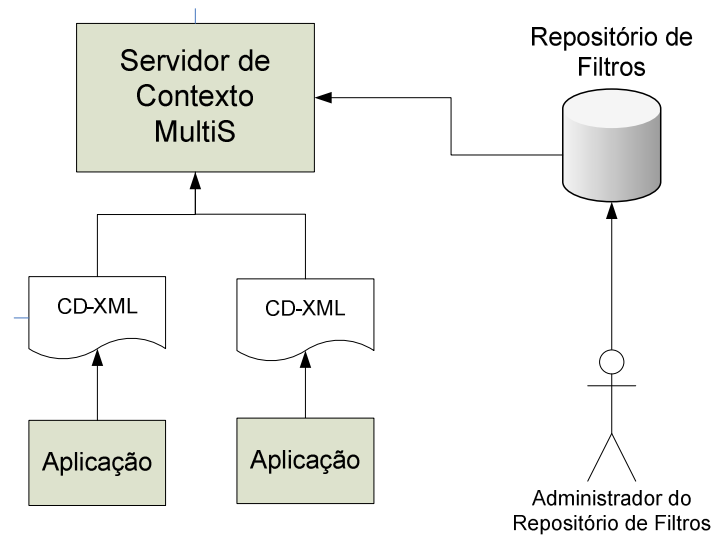 Servidor de
Contexto
MultiS
Repositório de
Filtros
CD-XML
CD-XML
Aplicação
Aplicação
Administrador do
Repositório de Filtros